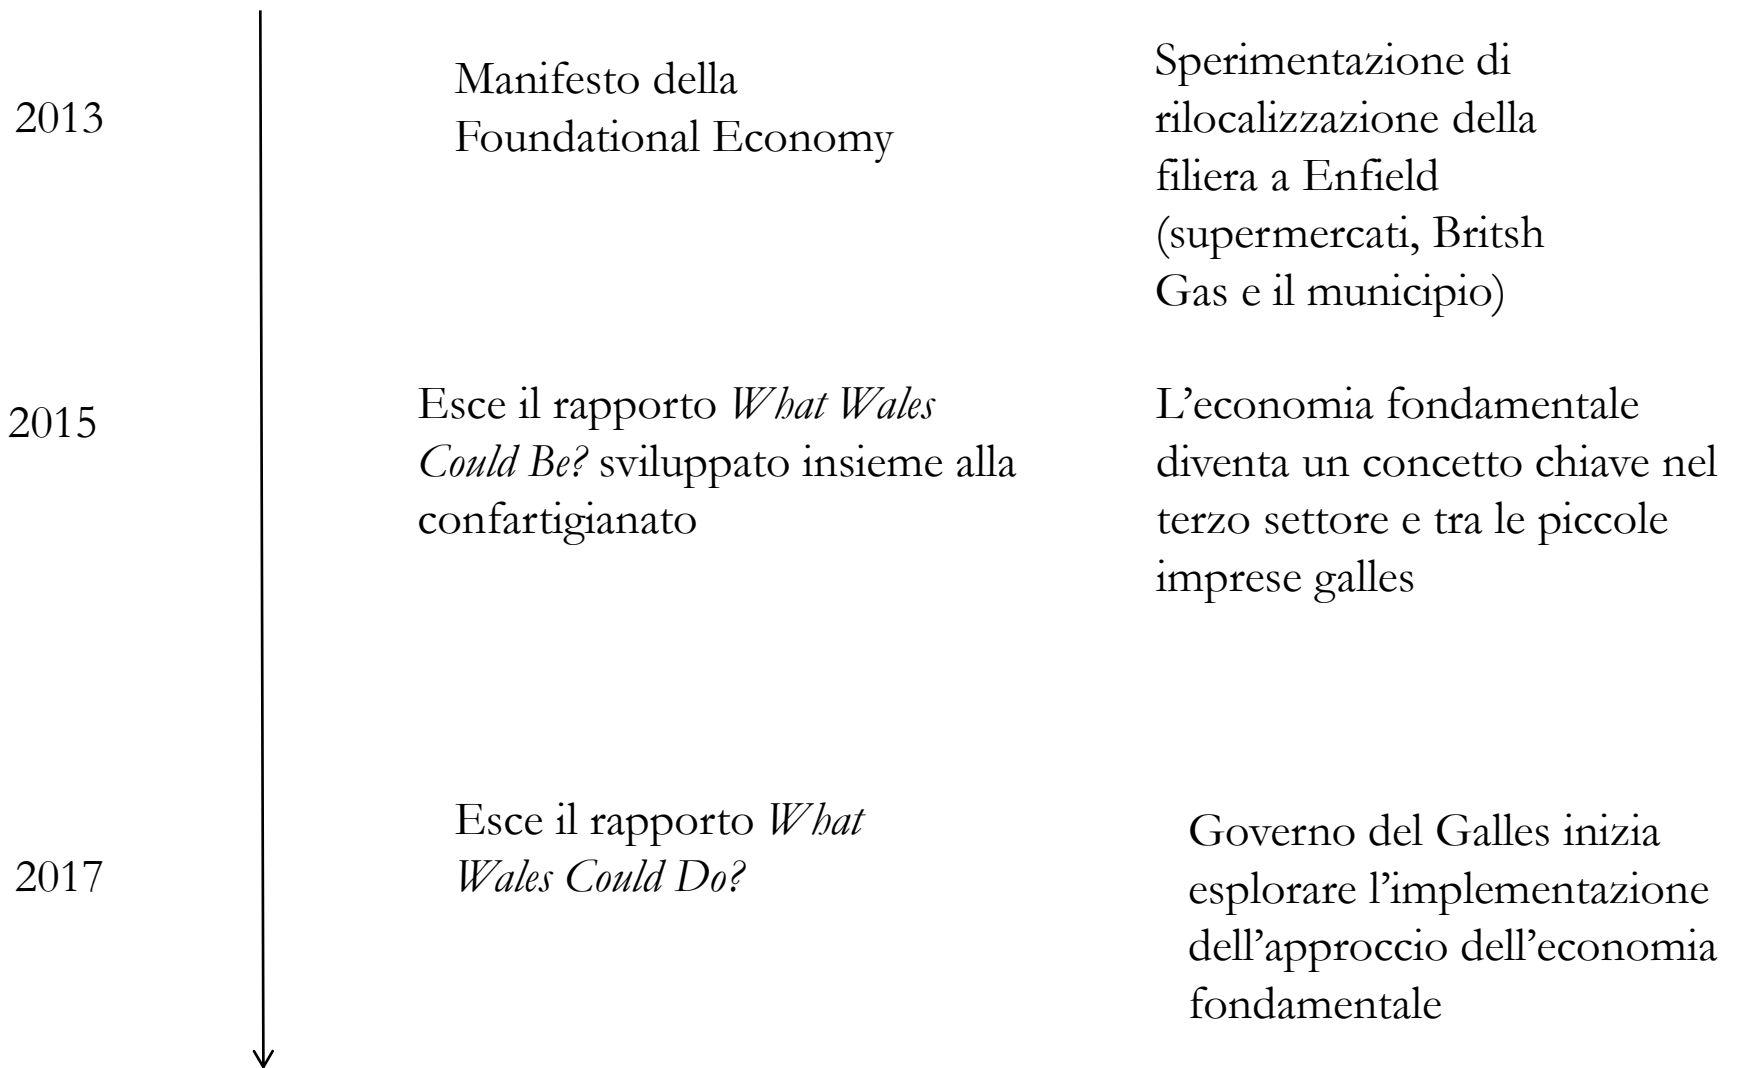 2013
Manifesto della
Foundational Economy
Sperimentazione di
rilocalizzazione della
filiera a Enfield
(supermercati, Britsh
Gas e il municipio)
2015
Esce il rapporto What Wales
Could Be? sviluppato insieme alla
confartigianato
L’economia fondamentale
diventa un concetto chiave nel
terzo settore e tra le piccole
imprese galles
2017
Esce il rapporto What
Wales Could Do?
Governo del Galles inizia
esplorare l’implementazione
dell’approccio dell’economia
fondamentale